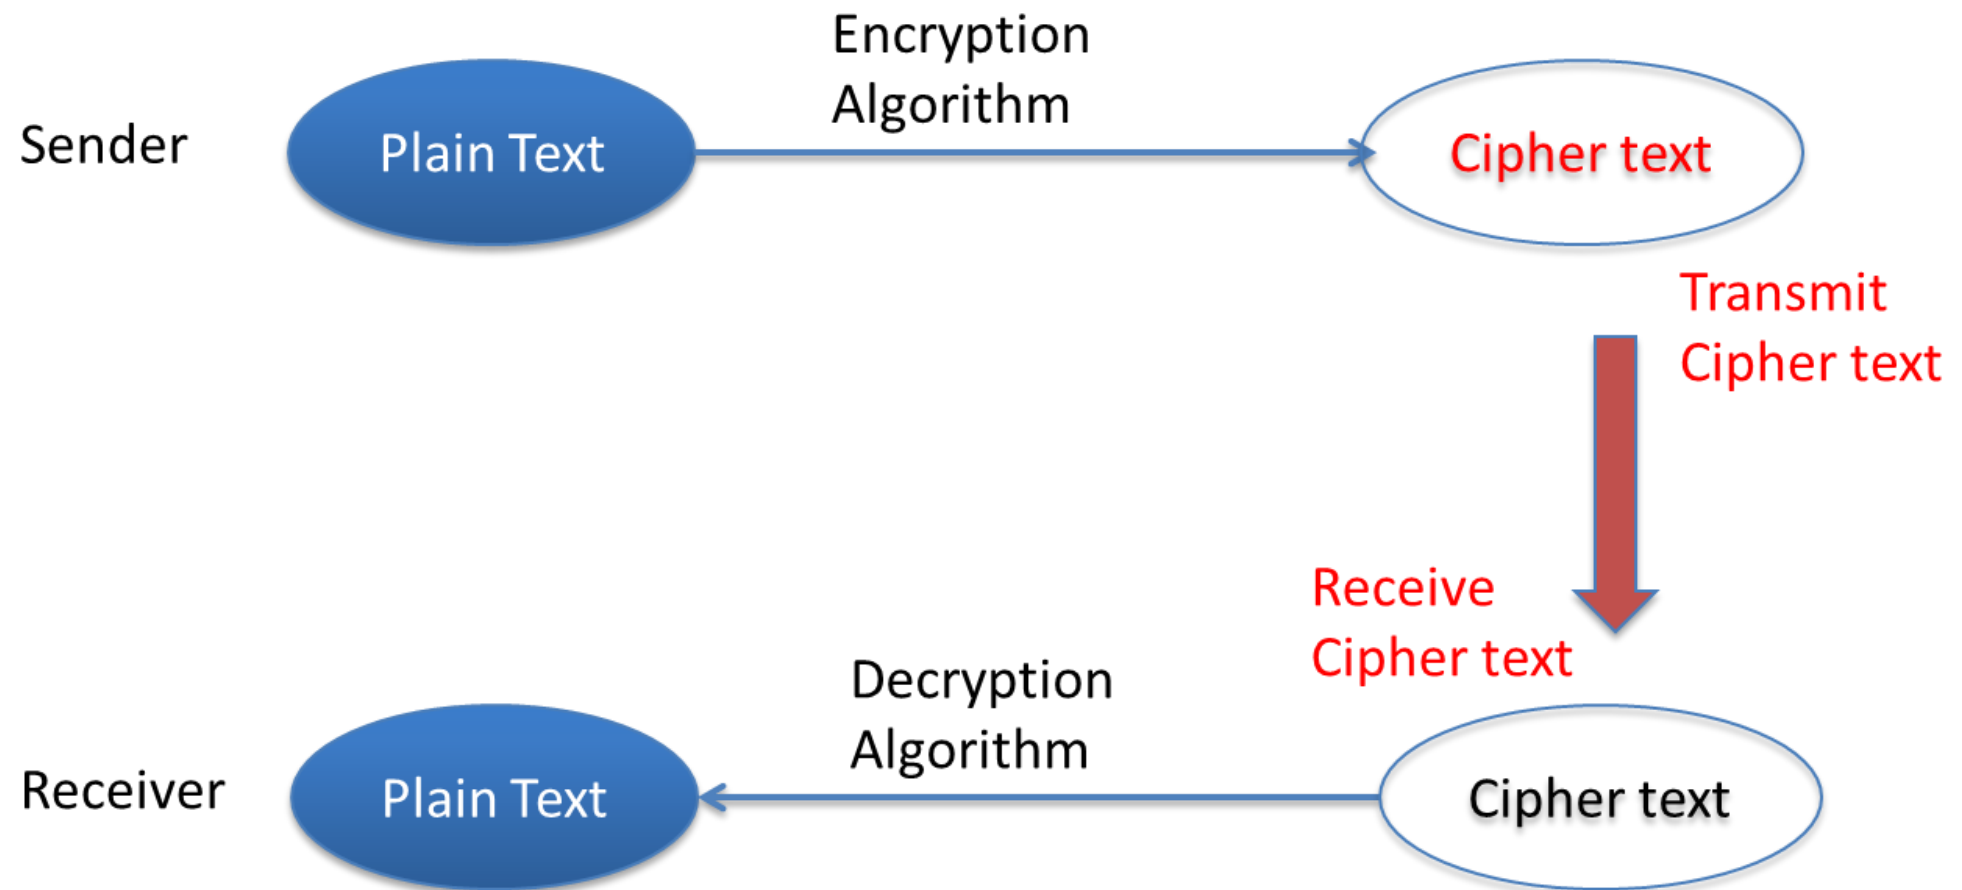 Encryption
Algorithm
Sender
Plain Text
Cipher text
Transmit
Cipher text
Receive
Cipher text
Decryption
Algorithm
Receiver
Plain Text
Cipher text